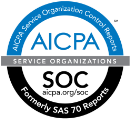 AICPA Service Organization Control Reports
AICPA
SERVICE ORGANIZATIONS
SOC
aicpa.org/soc
Formerly SAS 70 Reports